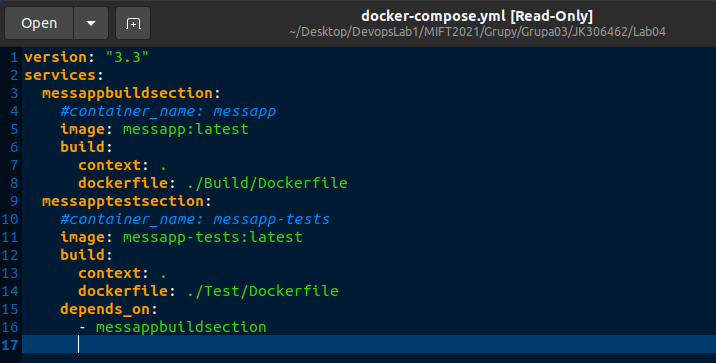 Open
docker-compose.yml [Read-Only]
~/Desktop/DevopsLab1/MIFT2021/Grupy/Grupa03/JK306462/Lab04
1 version: "3.3"
2 services:
3   messappbuildsection:
4     #container_name: messapp
5     image: messapp:latest
6     build:
7       context: .
8       dockerfile: ./Build/Dockerfile
9   messapptestsection:
10     #container_name: messapp-tests
11     image: messapp-tests:latest
12     build:
13       context: .
14       dockerfile: ./Test/Dockerfile
15     depends_on:
16       - messappbuildsection
17